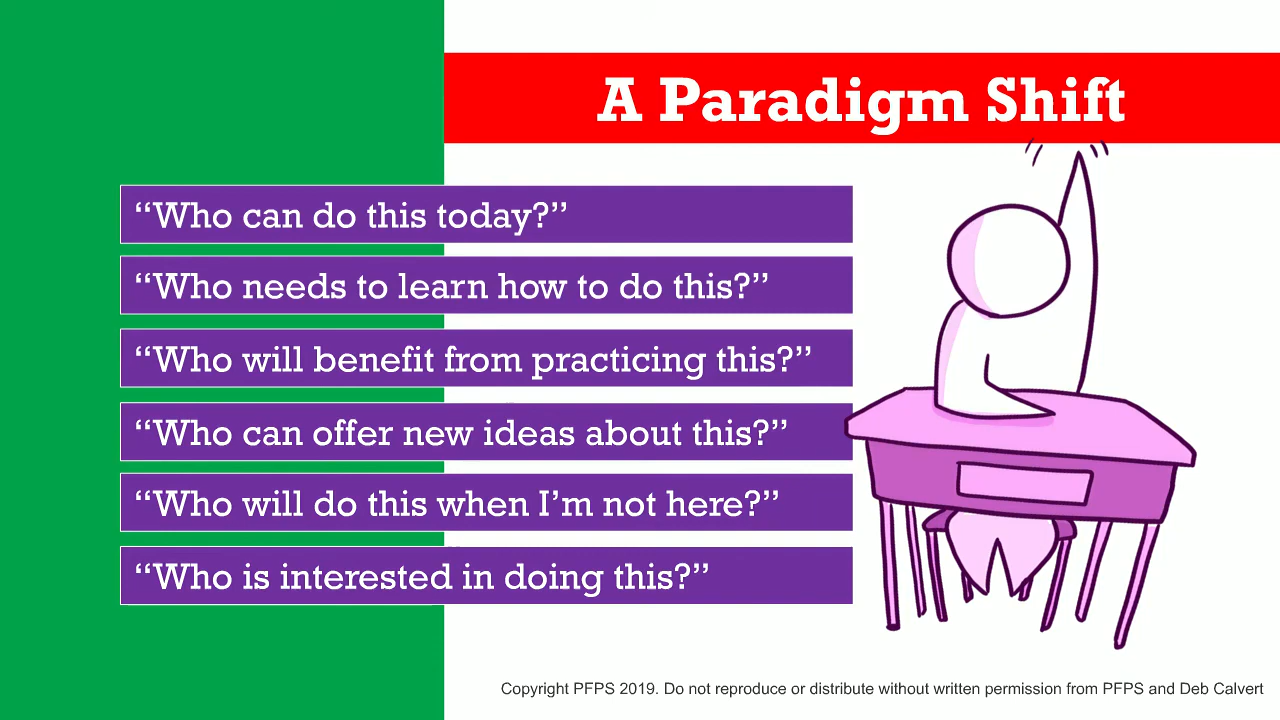 A Paradigm Shift
“Who can do this today?”
“Who needs to learn how to do this?”
“Who will benefit from practicing this?”
“Who can offer new ideas about this?”
“Who will do this when I’m not here?”
“Who is interested in doing this?”
Copyright PFPS 2019. Do not reproduce or distribute without written permission from PFPS and Deb Calvert